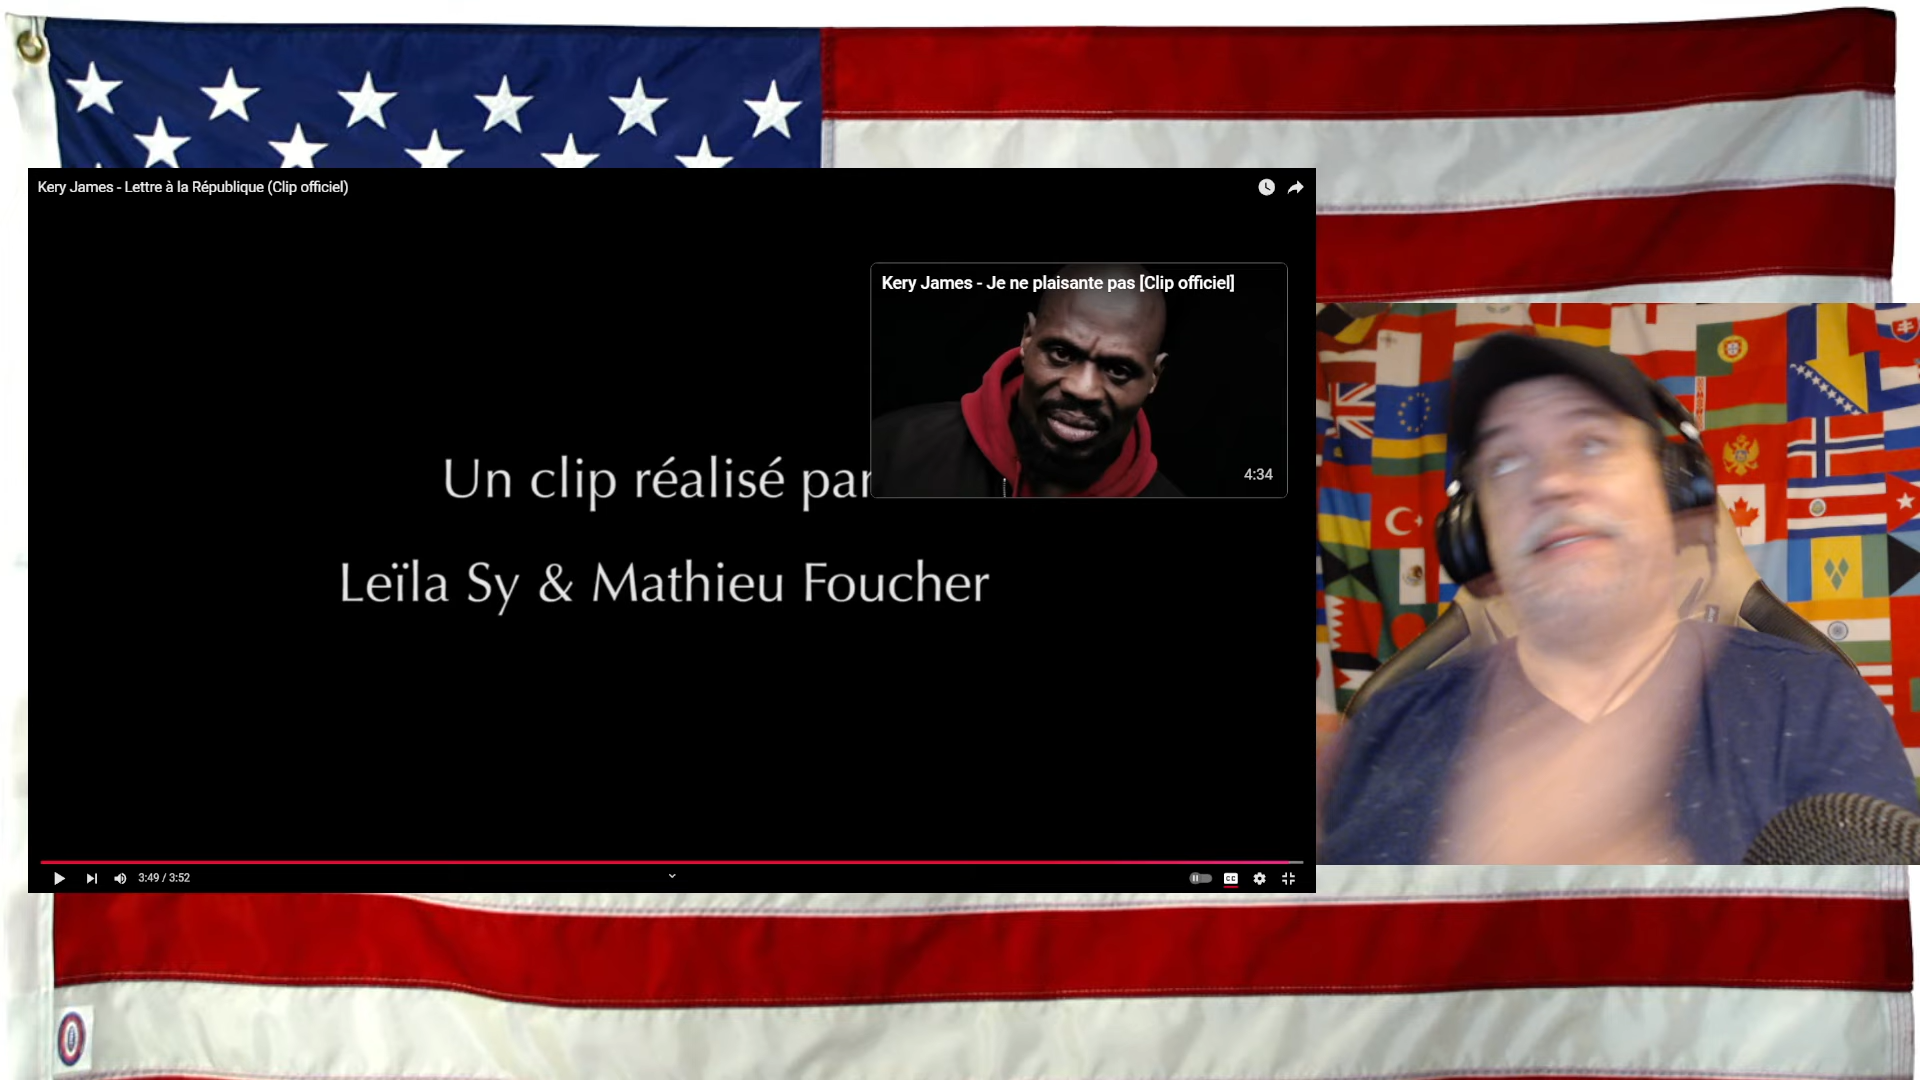 Kery James - Lettre à la République (Clip officiel)
Kery James - Je ne plaisante pas [Clip officiel]
4:34
Un clip réalisé par
Leïla Sy & Mathieu Foucher
3:49 / 3:52
CC